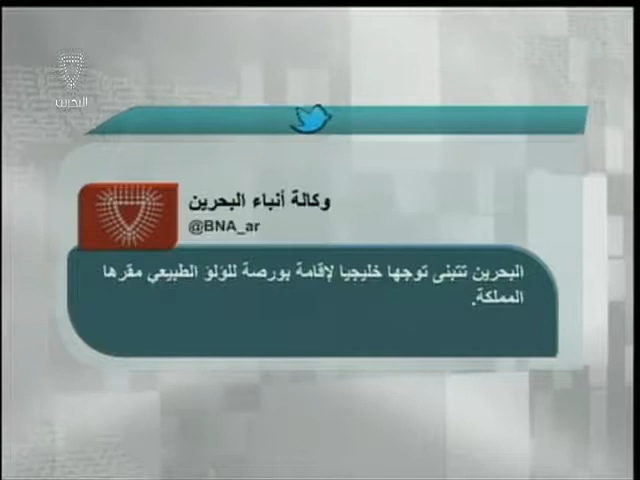 البحرين
وكالة أنباء البحرين
@BNA_ar
البحرين تتبنى توجها خليجيا لإقامة بورصة للؤلؤ الطبيعي مقرها
المملكة.